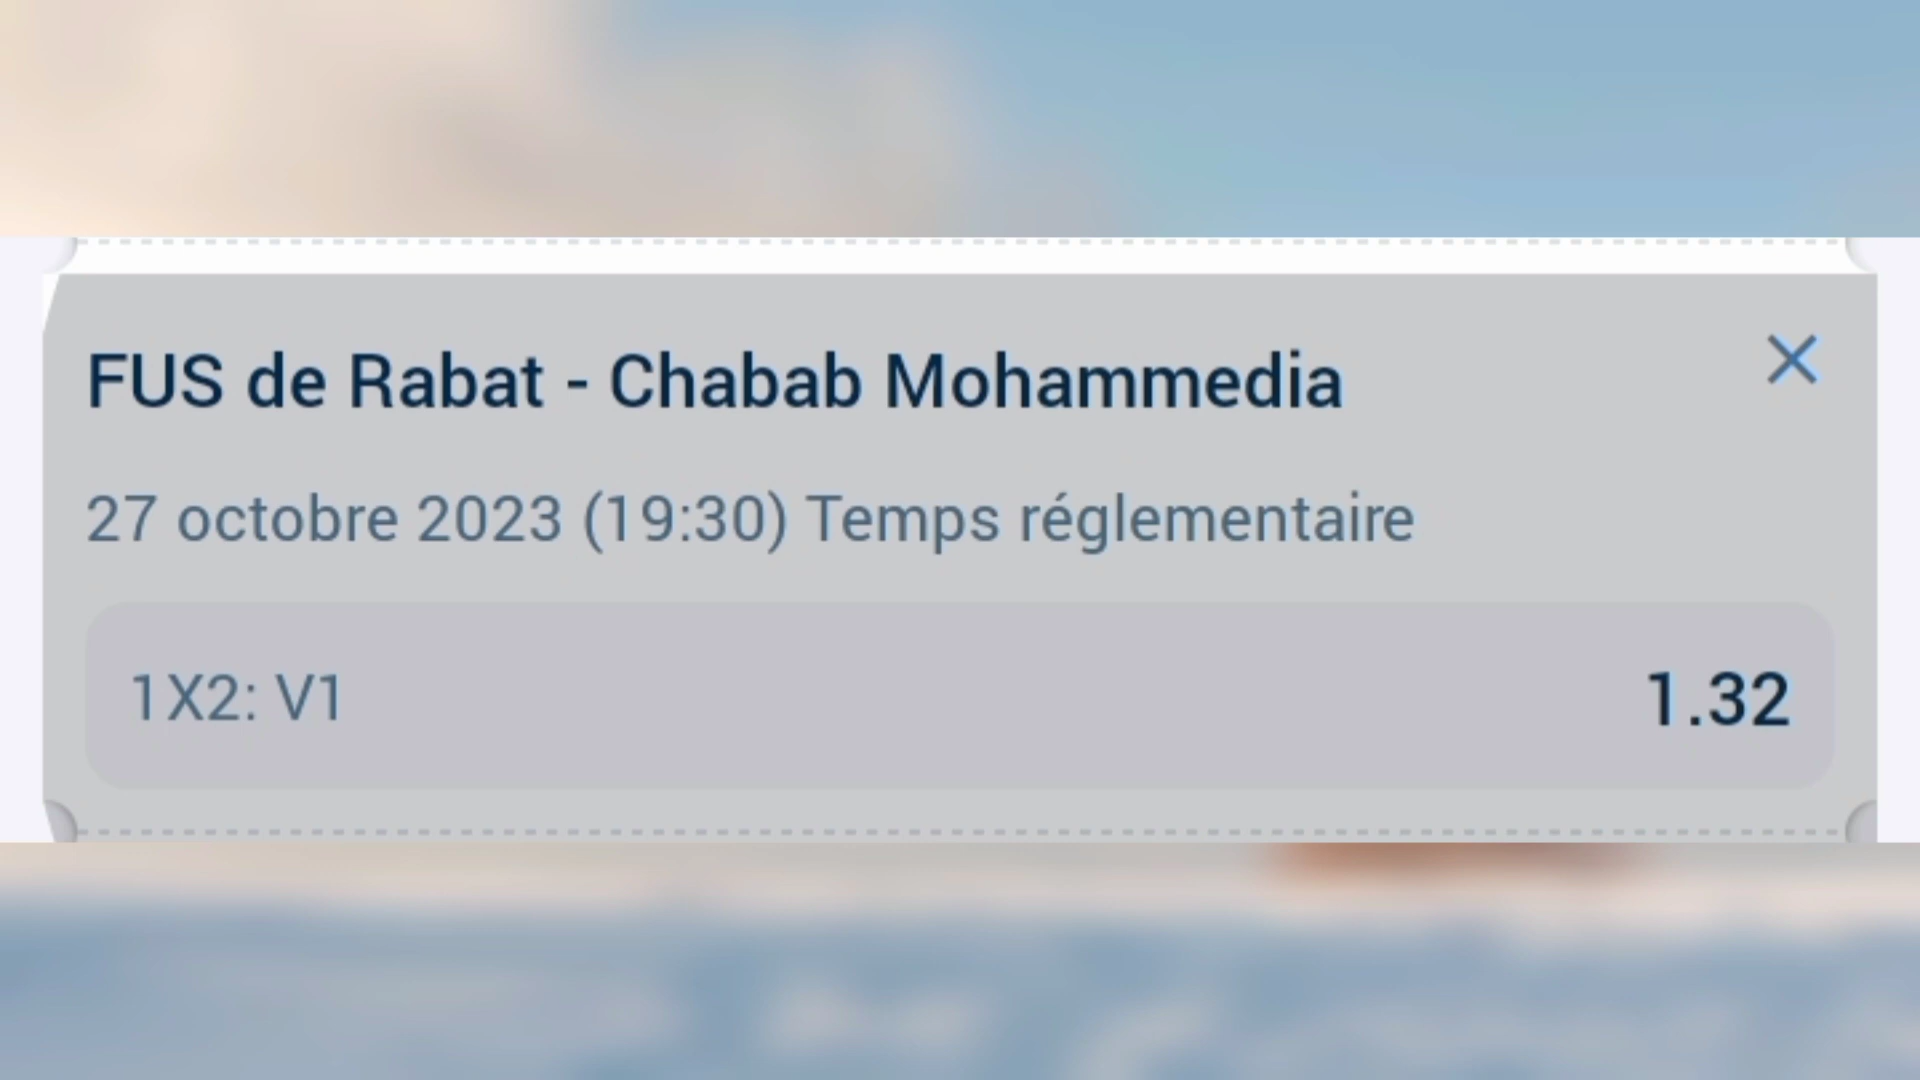 FUS de Rabat - Chabab Mohammedia
27 octobre 2023 (19:30) Temps réglementaire
1X2: V1 1.32